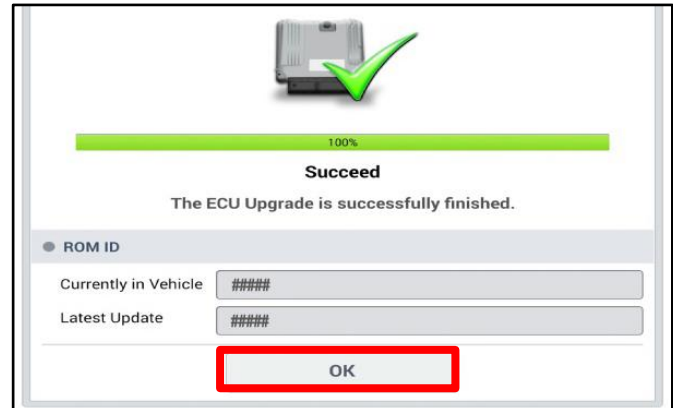 100%
Succeed
The ECU Upgrade is successfully finished.
ROM ID
Currently in Vehicle #####
Latest Update #####
OK